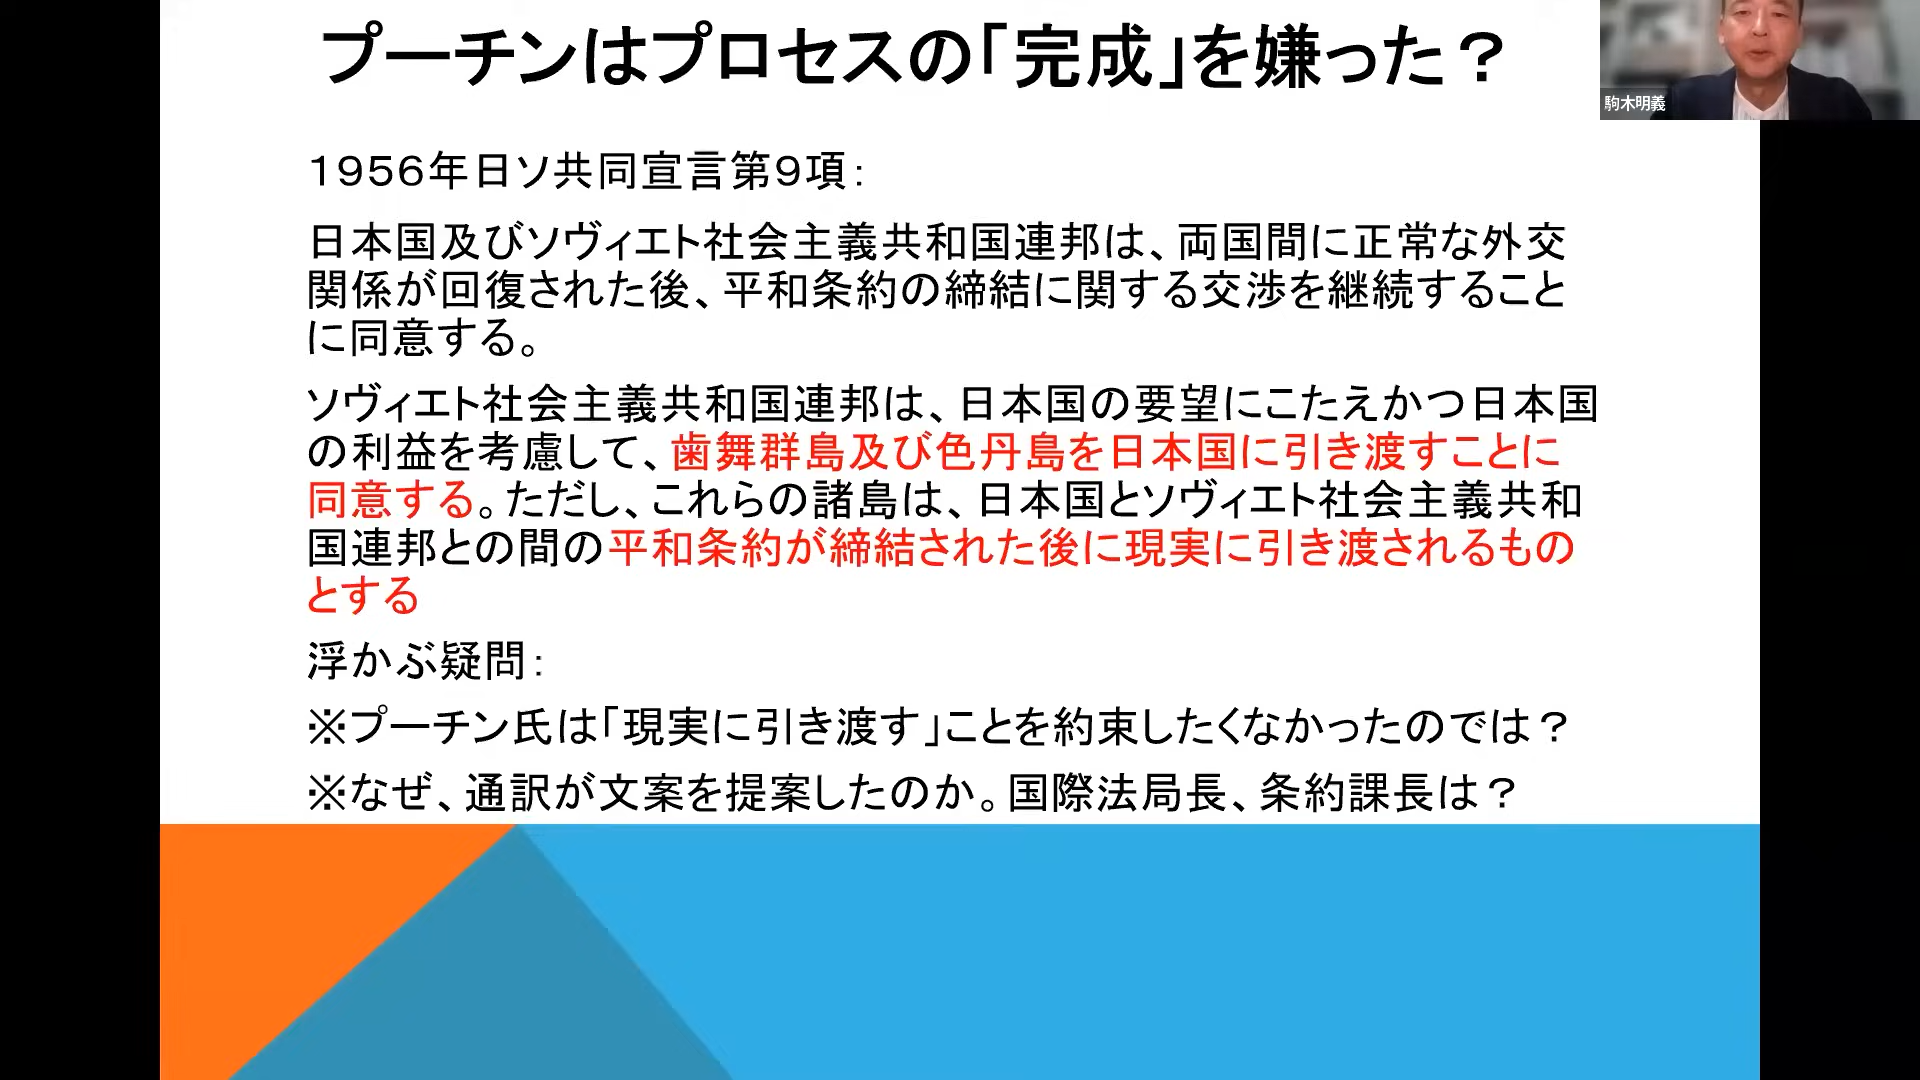 プーチンはプロセスの「完成」を嫌った？
駒木明義
１９５６年日ソ共同宣言第９項：
日本国及びソヴィエト社会主義共和国連邦は、両国間に正常な外交
関係が回復された後、平和条約の締結に関する交渉を継続すること
に同意する。
ソヴィエト社会主義共和国連邦は、日本国の要望にこたえかつ日本国
の利益を考慮して、歯舞群島及び色丹島を日本国に引き渡すことに
同意する。ただし、これらの諸島は、日本国とソヴィエト社会主義共和
国連邦との間の平和条約が締結された後に現実に引き渡されるもの
とする
浮かぶ疑問：
※プーチン氏は「現実に引き渡す」ことを約束したくなかったのでは？
※なぜ、通訳が文案を提案したのか。国際法局長、条約課長は？